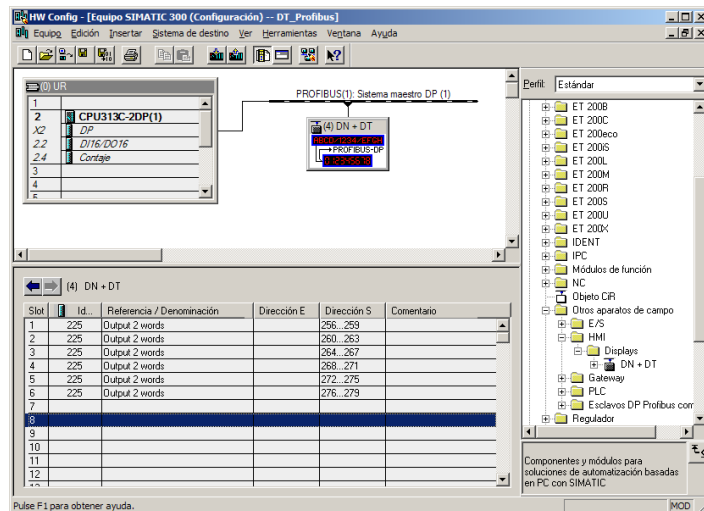 HW Config - [Equipo SIMATIC 300 (Configuración) -- DT_Profibus]
Equipo Edición Insertar Sistema de destino Ver Herramientas Ventana Ayuda
(0) UR
1
2 CPU313C-2DP(1)
X2 DP
2.2 DI16/DO16
2.4 Contaje
3
4
5
PROFIBUS(1): Sistema maestro DP (1)
(4) DN + DT
ABCD/1234/EFGH
PROFIBUS-DP
012345678
Perfil: Estándar
ET 200B
ET 200C
ET 200eco
ET 200iS
ET 200L
ET 200M
ET 200R
ET 200S
ET 200U
ET 200X
IDENT
IPC
Módulos de función
NC
Objeto CiR
Otros aparatos de campo
E/S
HMI
Displays
DN + DT
Gateway
PLC
Esclavos DP Profibus com
Regulador
Componentes y módulos para
soluciones de automatización basadas
en PC con SIMATIC
(4) DN + DT
Slot Id... Referencia / Denominación Dirección E Dirección S Comentario
1 225 Output 2 words 256...259
2 225 Output 2 words 260...263
3 225 Output 2 words 264...267
4 225 Output 2 words 268...271
5 225 Output 2 words 272...275
6 225 Output 2 words 276...279
7
8
9
10
11
12
13
Pulse F1 para obtener ayuda.
MOD